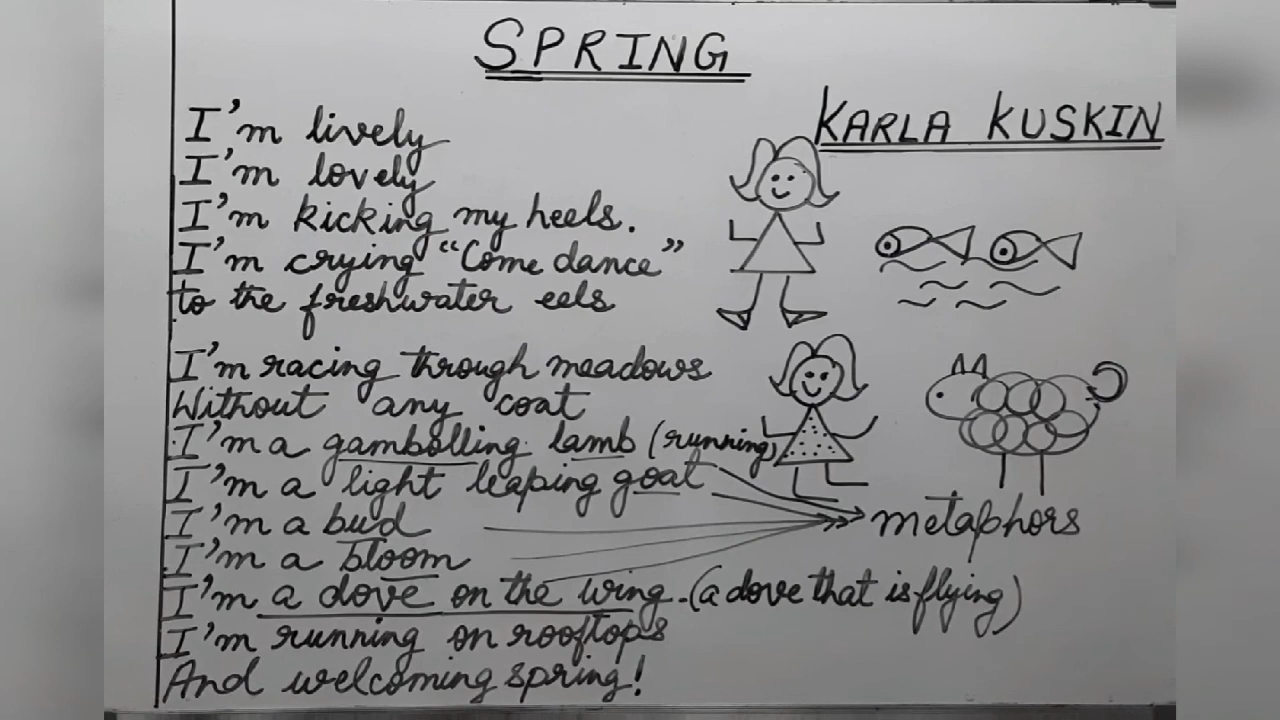 SPRING
KARLA KUSKIN
I'm lively
I'm lovely
I'm kicking my heels.
I'm crying "Come dance"
to the freshwater eels
I'm racing through meadows
Without any coat
I'm a gambolling lamb (running)
I'm a light leaping goat
I'm a bud
I'm a bloom
I'm a dove on the wing. (a dove that is flying)
I'm running on rooftops
And welcoming spring!
metaphors